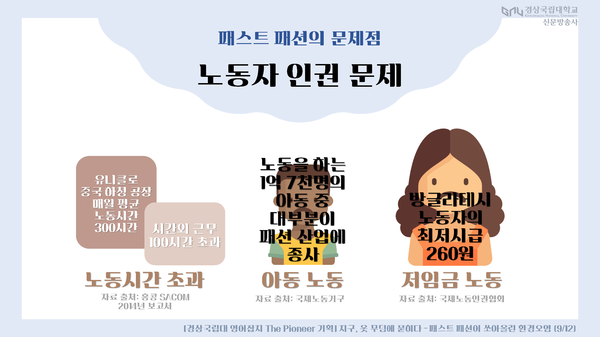 경상국립대학교
신문방송사
패스트 패션의 문제점
노동자 인권 문제
유니클로
중국 하청 공장
매월 평균
노동시간
300시간
시간외 근무
100시간 초과
노동시간 초과
자료 출처: 홍콩 SACOM
2014년 보고서
노동을 하는
1억 7천명의
아동 중
대부분이
패션 산업에
종사
아동 노동
자료 출처: 국제노동기구
방글라데시
노동자의
최저시급
260원
저임금 노동
자료 출처: 국제노동인권협회
[경상국립대 영어잡지 The Pioneer 기획] 지구, 옷 무덤에 묻히다 - 패스트 패션이 쏘아올린 환경오염 (9/12)